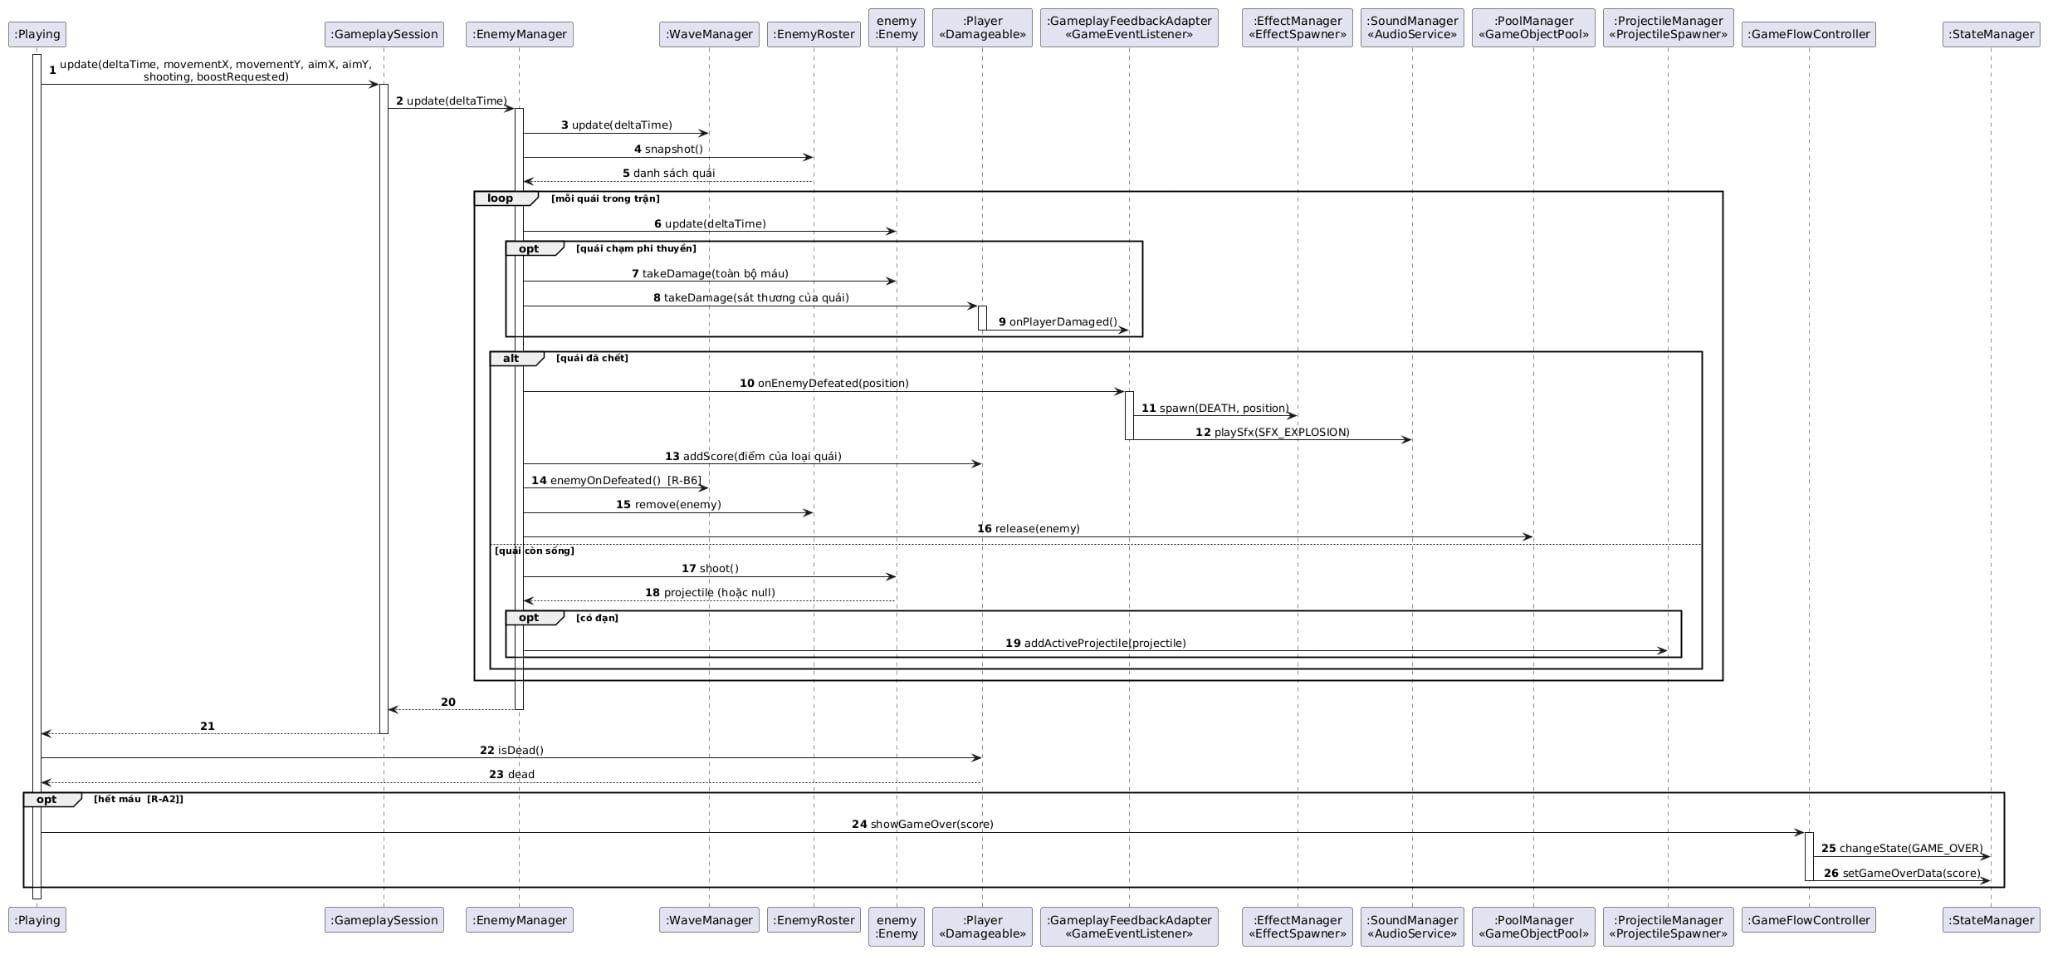 :Playing
:GameplaySession
:EnemyManager
:WaveManager
:EnemyRoster
enemy
:Enemy
:Player
«Damageable»
:GameplayFeedbackAdapter
«GameEventListener»
:EffectManager
«EffectSpawner»
:SoundManager
«AudioService»
:PoolManager
«GameObjectPool»
:ProjectileManager
«ProjectileSpawner»
:GameFlowController
:StateManager
1 update(deltaTime, movementX, movementY, aimX, aimY,
shooting, boostRequested)
2 update(deltaTime)
3 update(deltaTime)
4 snapshot()
5 danh sách quái
loop [mỗi quái trong trận]
6 update(deltaTime)
opt [quái chạm phi thuyền]
7 takeDamage(toàn bộ máu)
8 takeDamage(sát thương của quái)
9 onPlayerDamaged()
alt [quái đã chết]
10 onEnemyDefeated(position)
11 spawn(DEATH, position)
12 playSfx(SFX_EXPLOSION)
13 addScore(điểm của loại quái)
14 enemyOnDefeated() [R-B6]
15 remove(enemy)
16 release(enemy)
[quái còn sống]
17 shoot()
18 projectile (hoặc null)
opt [có đạn]
19 addActiveProjectile(projectile)
20
21
22 isDead()
23 dead
opt [hết máu [R-A2]]
24 showGameOver(score)
25 changeState(GAME_OVER)
26 setGameOverData(score)
:Playing
:GameplaySession
:EnemyManager
:WaveManager
:EnemyRoster
enemy
:Enemy
:Player
«Damageable»
:GameplayFeedbackAdapter
«GameEventListener»
:EffectManager
«EffectSpawner»
:SoundManager
«AudioService»
:PoolManager
«GameObjectPool»
:ProjectileManager
«ProjectileSpawner»
:GameFlowController
:StateManager